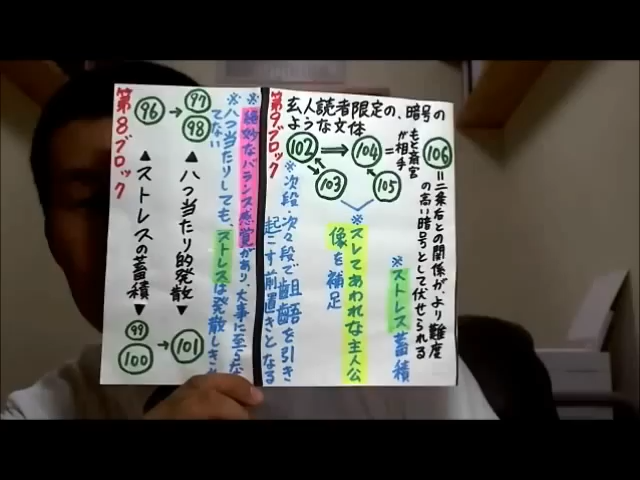 第8ブロック
96 → 97 98
▲ストレスの蓄積▼
▲八つ当たり的発散▼
99
100 → 101
※絶妙なバランス感覚があり、大事に至らな
※八つ当たりしても、ストレスは発散しき
てない
第9ブロック
玄人読者限定の、暗号の
ような文体
102 ⇒ 104 = もと斎宮が相手 106
103 105
=二条后との関係が、より難度
の高い暗号として伏せられる
※ストレス蓄積
※スレてあわれな主人公
像を補足
※次段・次々段で齟齬を引き
起こす前置きとなる